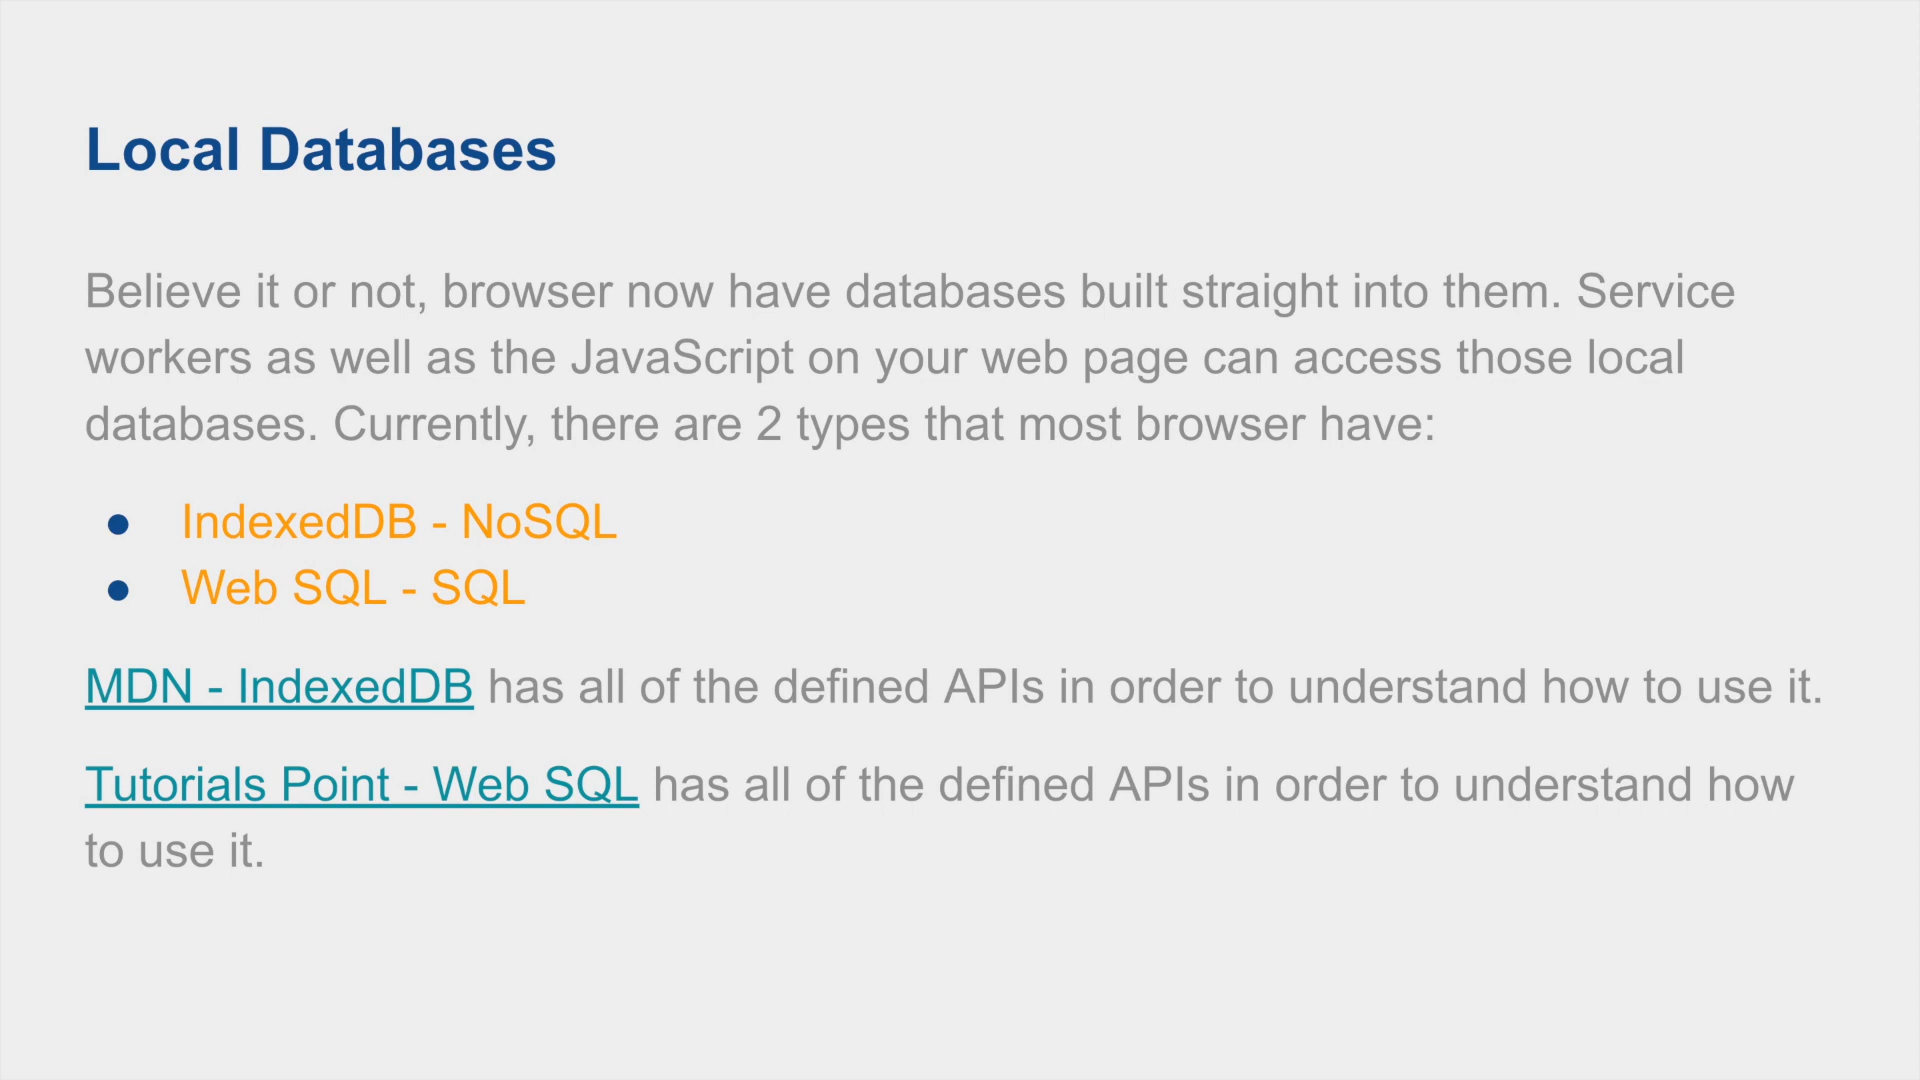 Local Databases
Believe it or not, browser now have databases built straight into them. Service
workers as well as the JavaScript on your web page can access those local
databases. Currently, there are 2 types that most browser have:
● IndexedDB - NoSQL
● Web SQL - SQL
MDN - IndexedDB has all of the defined APIs in order to understand how to use it.
Tutorials Point - Web SQL has all of the defined APIs in order to understand how
to use it.